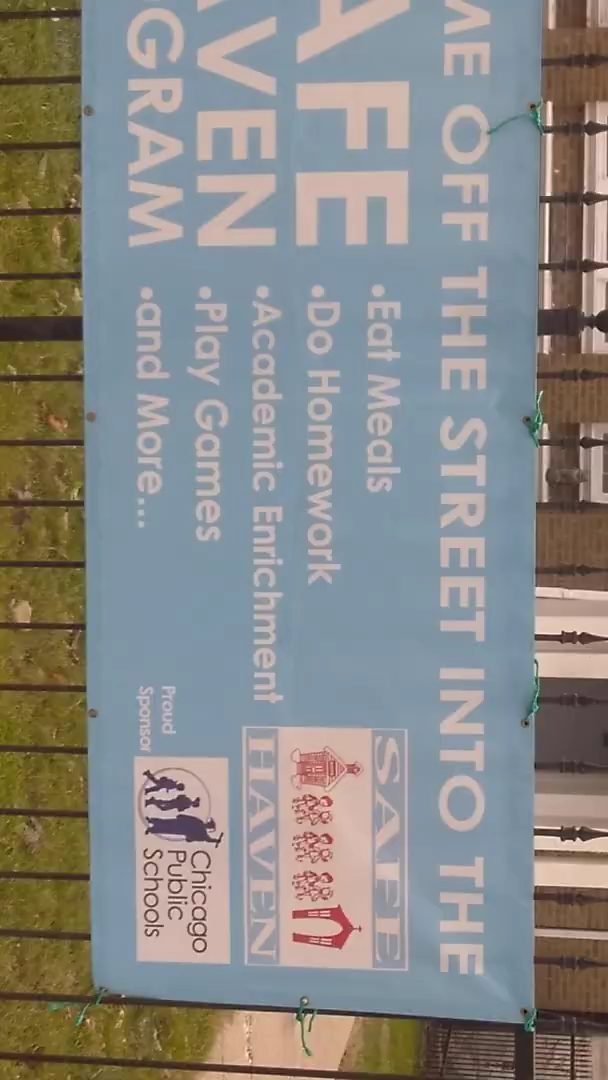 ME OFF THE STREET INTO THE
AFE
AVEN
GRAM
•Eat Meals
•Do Homework
•Academic Enrichment
•Play Games
•and More...
SAFE
HAVEN
Proud
Sponsor
Chicago
Public
Schools